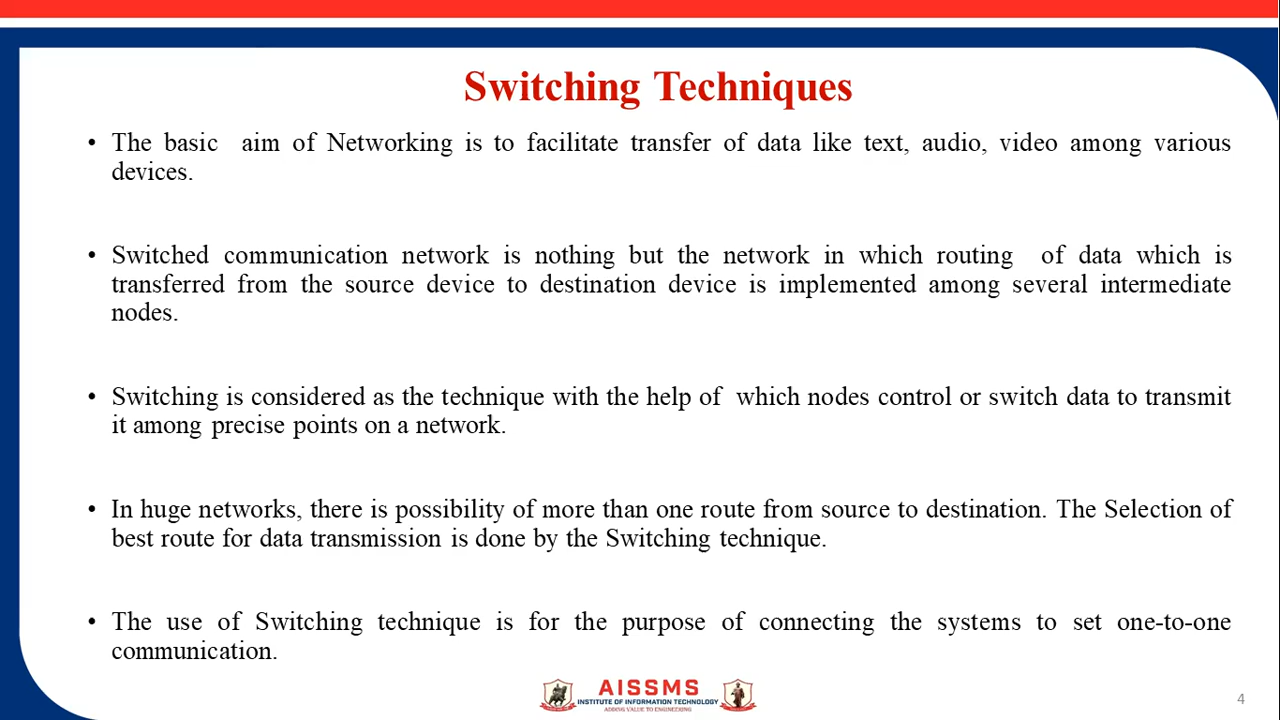 Switching Techniques
• The basic aim of Networking is to facilitate transfer of data like text, audio, video among various
devices.
• Switched communication network is nothing but the network in which routing of data which is
transferred from the source device to destination device is implemented among several intermediate
nodes.
• Switching is considered as the technique with the help of which nodes control or switch data to transmit
it among precise points on a network.
• In huge networks, there is possibility of more than one route from source to destination. The Selection of
best route for data transmission is done by the Switching technique.
• The use of Switching technique is for the purpose of connecting the systems to set one-to-one
communication.
AISSMS
INSTITUTE OF INFORMATION TECHNOLOGY
ADDING VALUE TO ENGINEERING
4